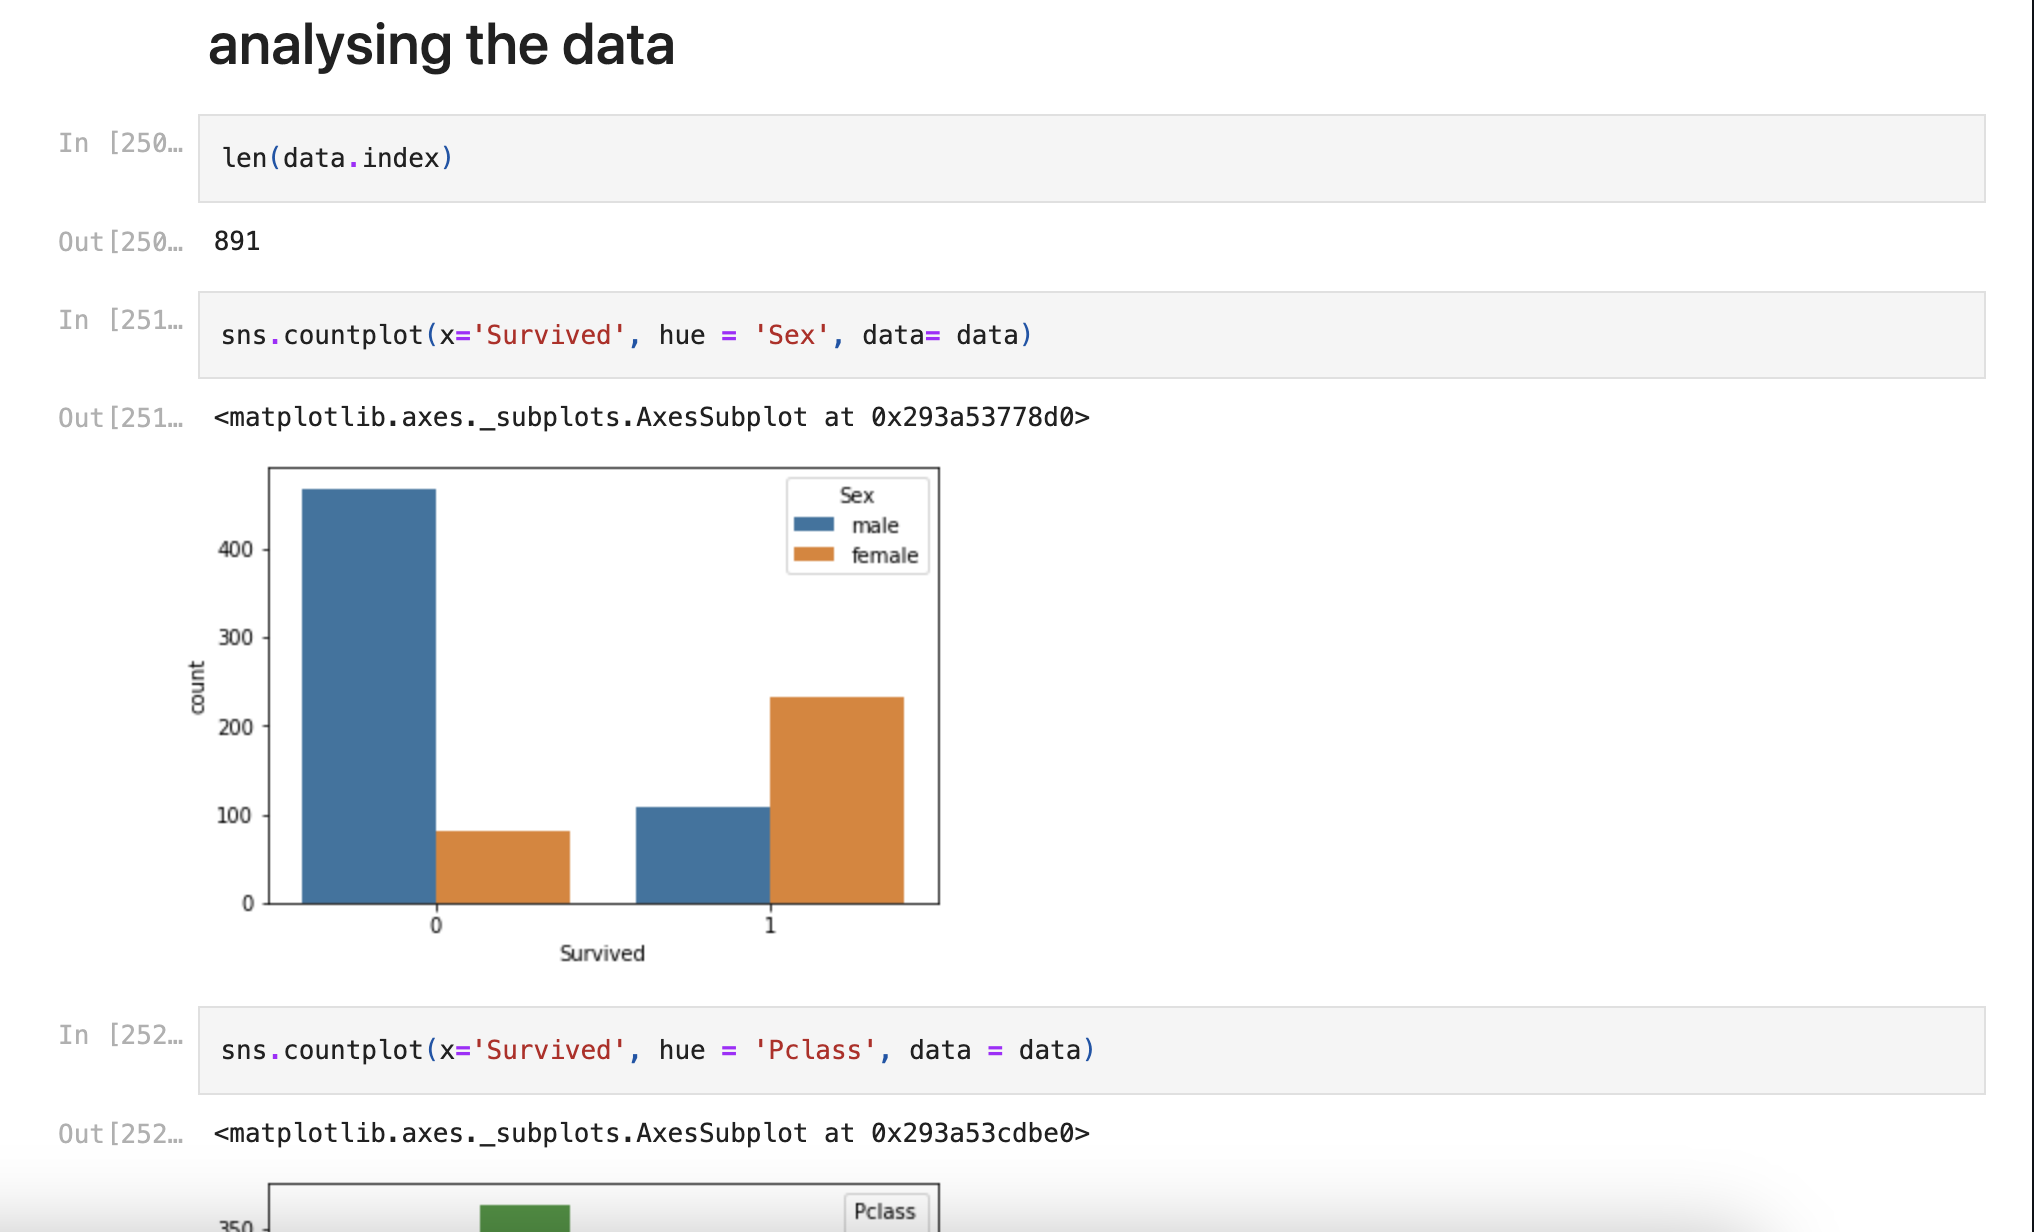 analysing the data
In [250…
len(data.index)
Out[250…
891
In [251…
sns.countplot(x='Survived', hue = 'Sex', data= data)
Out[251…
<matplotlib.axes._subplots.AxesSubplot at 0x293a53778d0>
Sex
male
female
400
300
200
100
0
count
0 1
Survived
In [252…
sns.countplot(x='Survived', hue = 'Pclass', data = data)
Out[252…
<matplotlib.axes._subplots.AxesSubplot at 0x293a53cdbe0>
Pclass
350